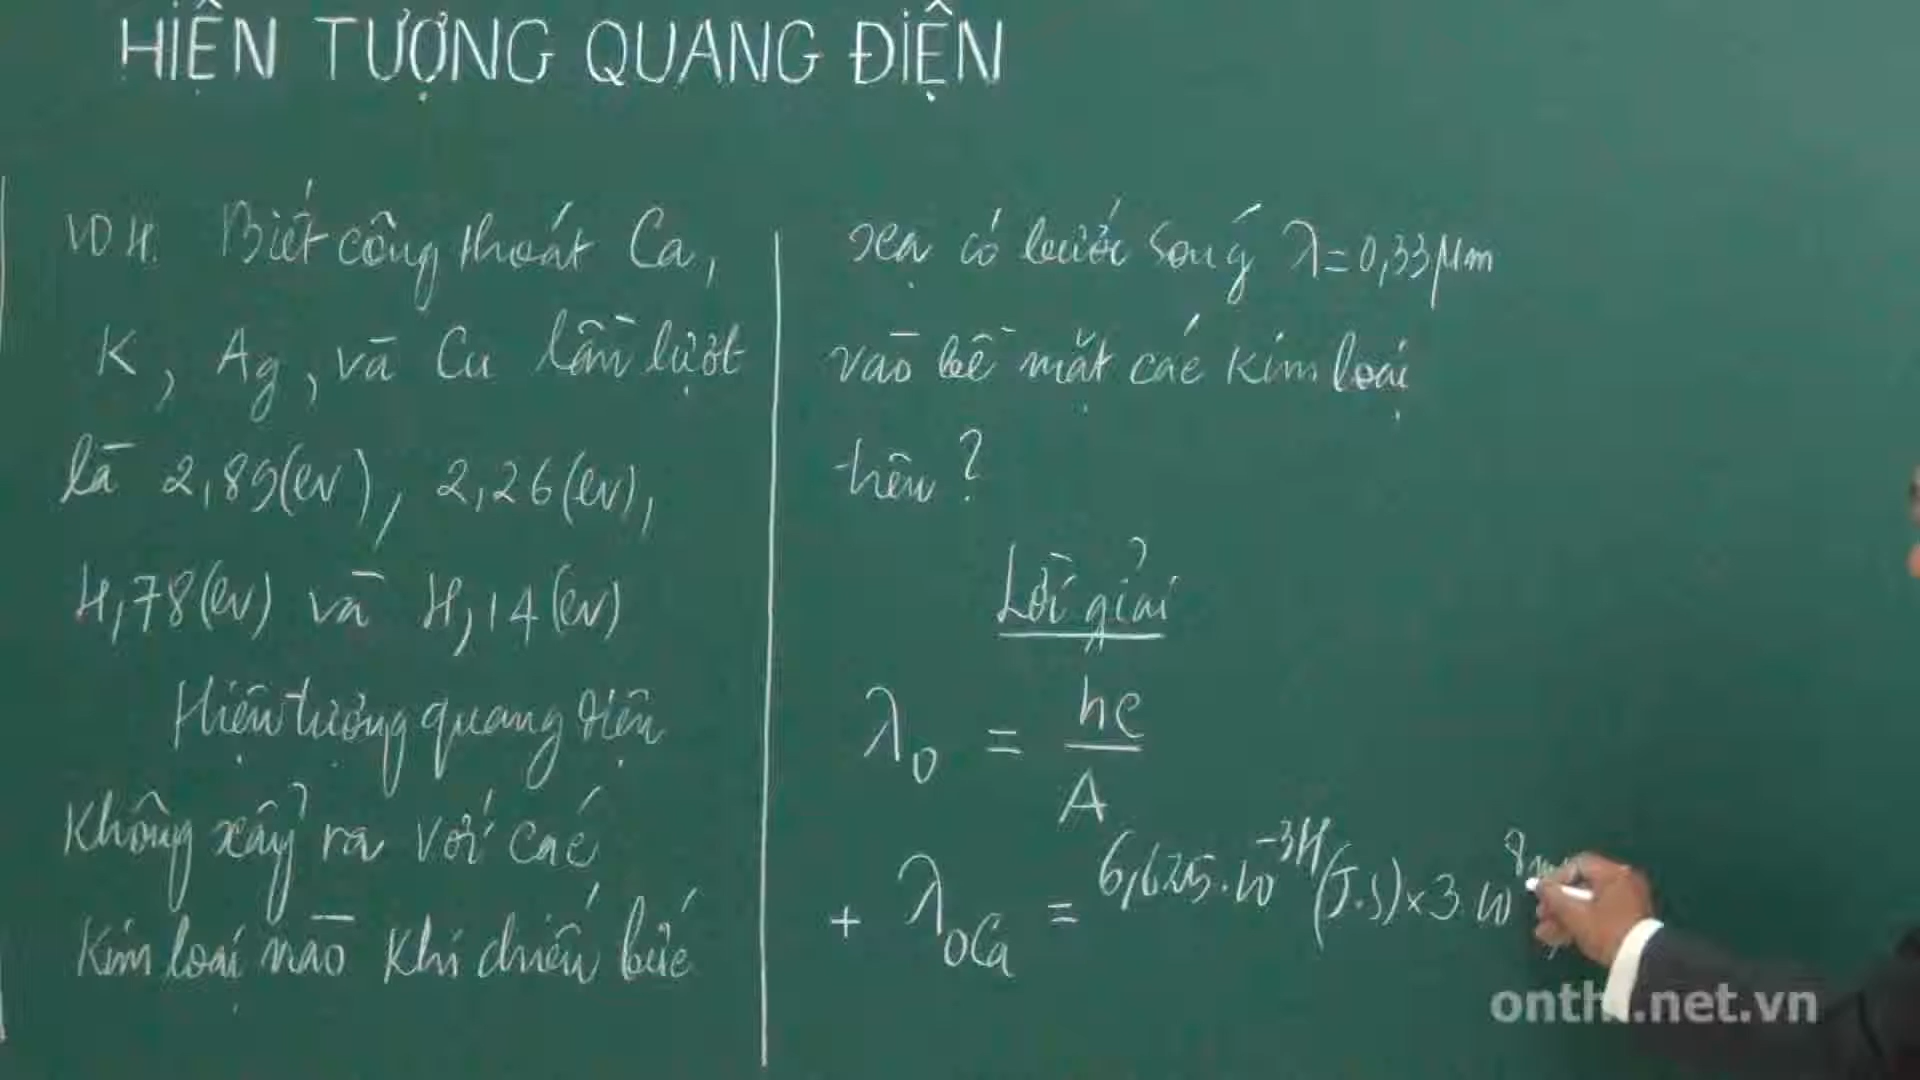 HIỆN TƯỢNG QUANG ĐIỆN
VD 4. Biết công thoát Ca,
K, Ag, và Cu lần lượt
là 2,89(eV), 2,26(eV),
4,78(eV) và 4,14(eV)
Hiện tượng quang điện
Không xảy ra với các
Kim loại nào Khi chiếu bức
xạ có bước sóng λ=0,33μm
vào bề mặt các Kim loại
trên?
Lời giải
λ₀ = hc/A
+ λ₀Ca = 6,625.10⁻³⁴(J.s)×3.10⁸
onthi.net.vn